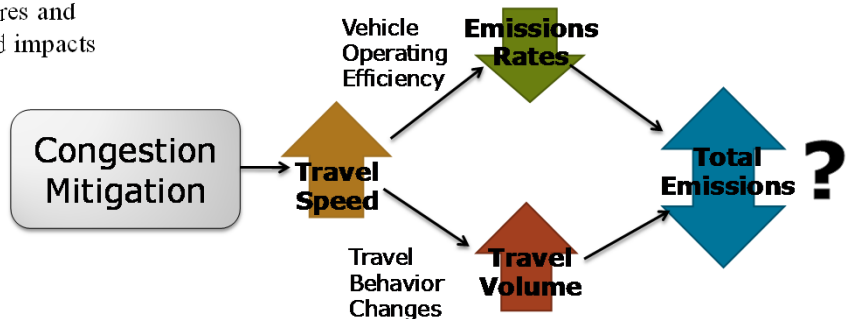 res and
d impacts
Vehicle
Operating
Efficiency
Emissions
Rates
Congestion
Mitigation
Travel
Speed
Total
Emissions
?
Travel
Behavior
Changes
Travel
Volume